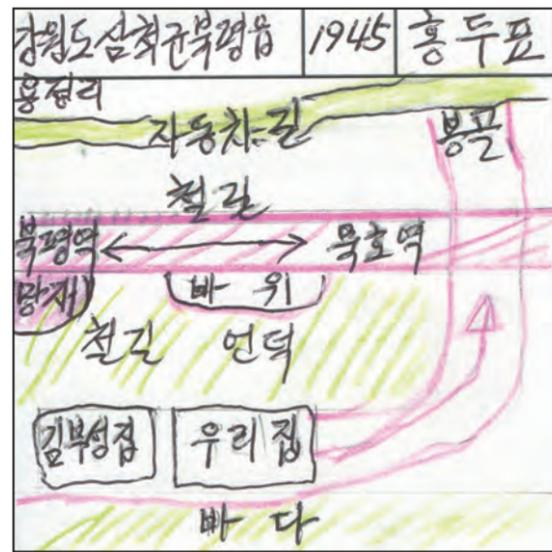 강원도삼척군북평읍 1945 홍두표
용정리
자동차길
봉골
철길
북평역 묵호역
망재
바위
철길 언덕
김부성집 우리집
바다